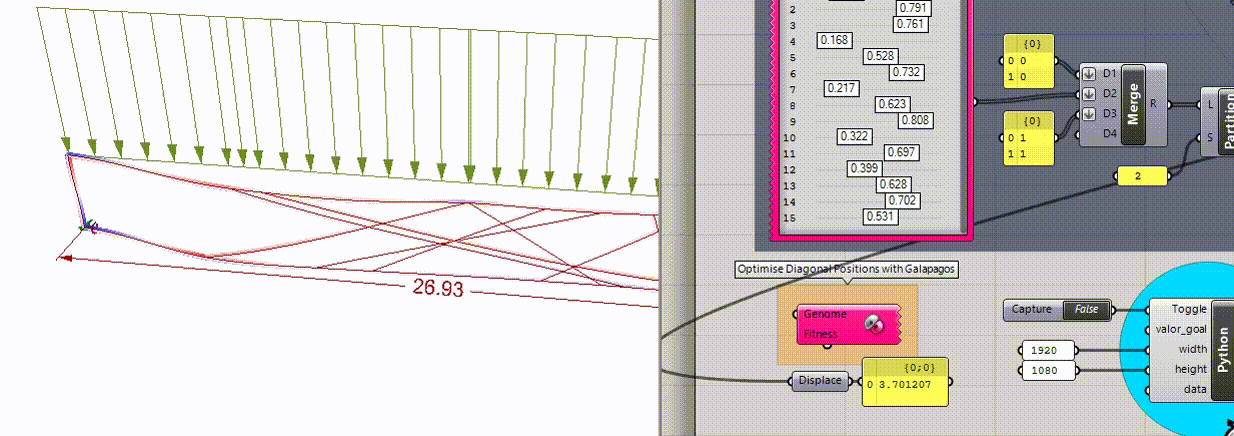 26.93
2 0.791
3 0.761
4 0.168
5 0.528
6 0.732
7 0.217
8 0.623
9 0.808
10 0.322
11 0.697
12 0.399
13 0.628
14 0.702
15 0.531
{0}
0 0
1 0
{0}
0 1
1 1
D1
D2
D3
D4
Merge
R
L
S
Partition
2
Optimise Diagonal Positions with Galapagos
Genome
Fitness
Displace
{0;0}
0 3.701207
Capture False
1920
1080
Toggle
valor_goal
width
height
data
Python